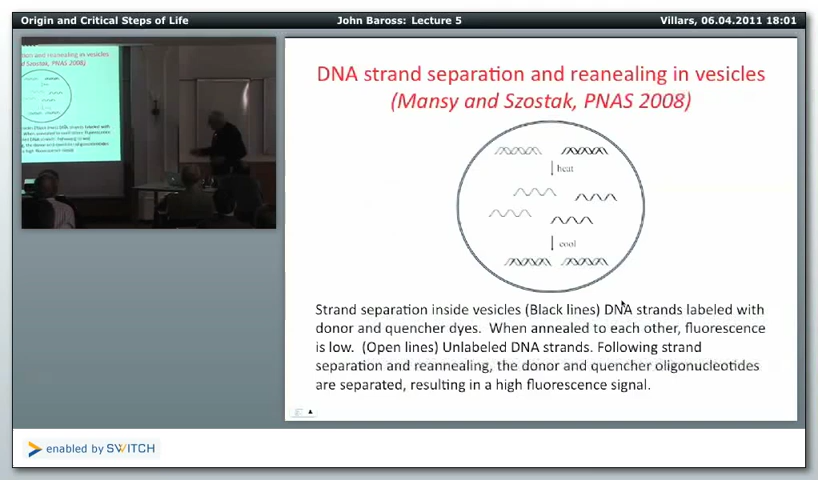 Origin and Critical Steps of Life
John Baross: Lecture 5
Villars, 06.04.2011 18:01
DNA strand separation and reanealing in vesicles
(Mansy and Szostak, PNAS 2008)
heat
cool
Strand separation inside vesicles (Black lines) DNA strands labeled with
donor and quencher dyes. When annealed to each other, fluorescence
is low. (Open lines) Unlabeled DNA strands. Following strand
separation and reannealing, the donor and quencher oligonucleotides
are separated, resulting in a high fluorescence signal.
enabled by SWITCH